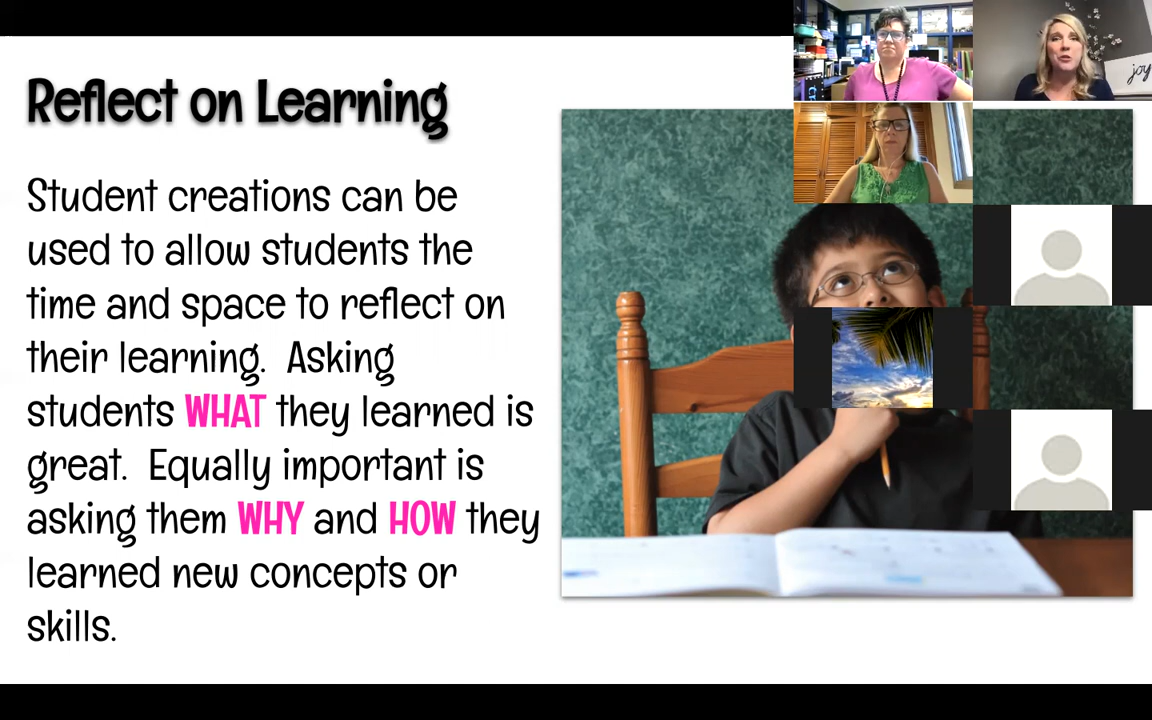 Reflect on Learning
Student creations can be
used to allow students the
time and space to reflect on
their learning.  Asking
students WHAT they learned is
great.  Equally important is
asking them WHY and HOW they
learned new concepts or
skills.
joy